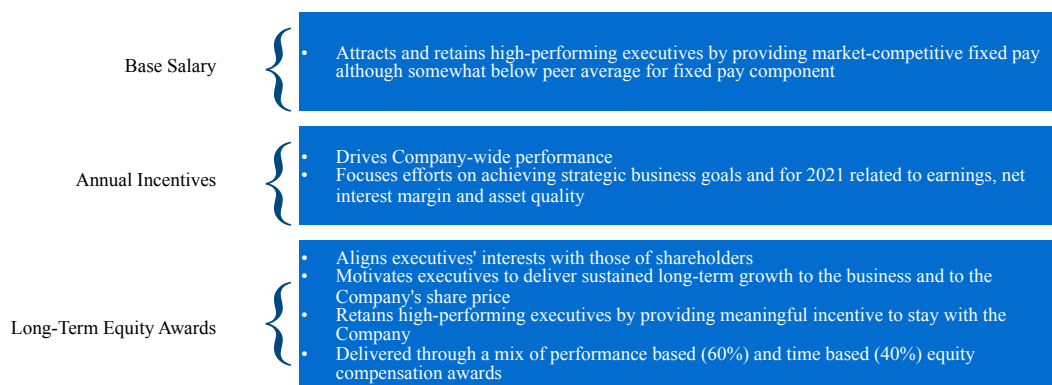 Base Salary
• Attracts and retains high-performing executives by providing market-competitive fixed pay
although somewhat below peer average for fixed pay component
Annual Incentives
• Drives Company-wide performance
• Focuses efforts on achieving strategic business goals and for 2021 related to earnings, net
interest margin and asset quality
Long-Term Equity Awards
• Aligns executives' interests with those of shareholders
• Motivates executives to deliver sustained long-term growth to the business and to the
Company's share price
• Retains high-performing executives by providing meaningful incentive to stay with the
Company
• Delivered through a mix of performance based (60%) and time based (40%) equity
compensation awards